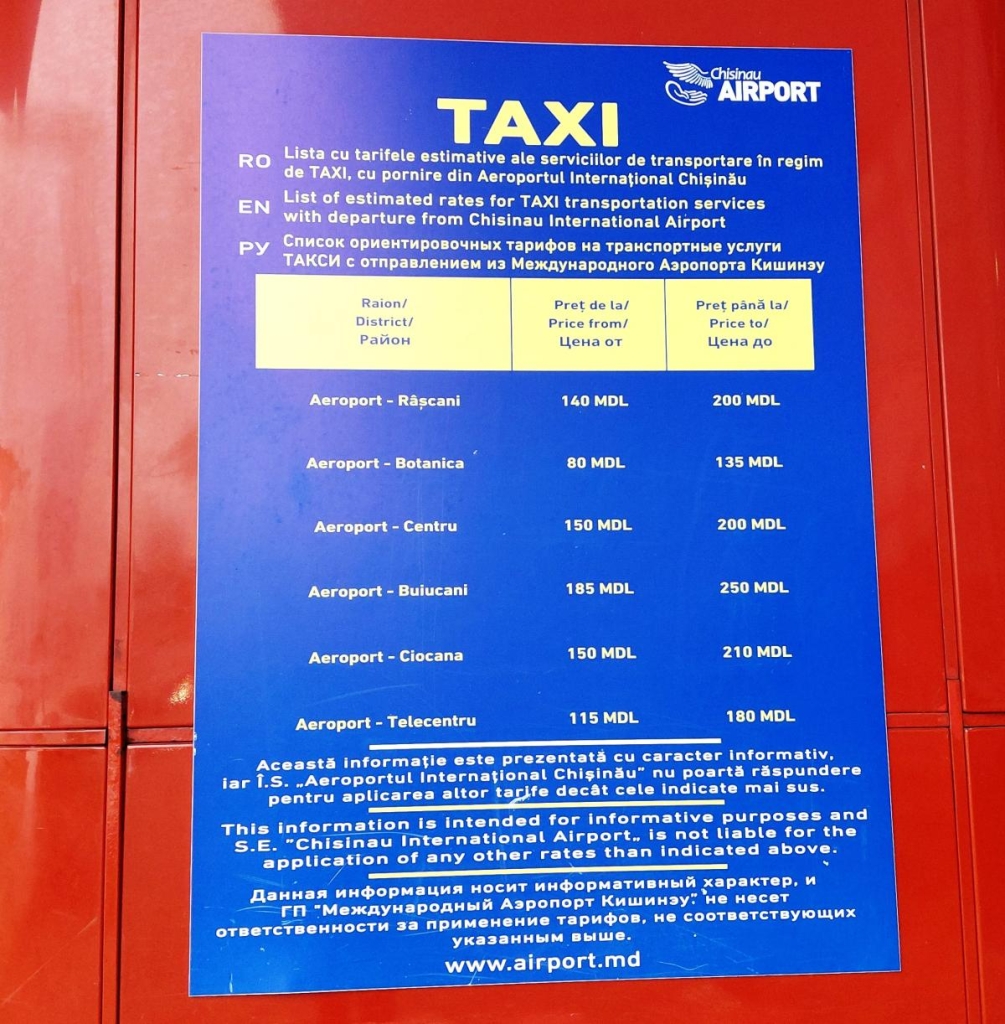 Chisinau
AIRPORT
TAXI
RO Lista cu tarifele estimative ale serviciilor de transportare în regim
de TAXI, cu pornire din Aeroportul Internațional Chișinău
EN List of estimated rates for TAXI transportation services
with departure from Chisinau International Airport
РУ Список ориентировочных тарифов на транспортные услуги
ТАКСИ с отправлением из Международного Аэропорта Кишинэу
Raion/ Preț de la/ Preț până la/
District/ Price from/ Price to/
Район Цена от Цена до
Aeroport - Râșcani 140 MDL 200 MDL
Aeroport - Botanica 80 MDL 135 MDL
Aeroport - Centru 150 MDL 200 MDL
Aeroport - Buiucani 185 MDL 250 MDL
Aeroport - Ciocana 150 MDL 210 MDL
Aeroport - Telecentru 115 MDL 180 MDL
Această informație este prezentată cu caracter informativ,
iar Î.S. „Aeroportul Internațional Chișinău" nu poartă răspundere
pentru aplicarea altor tarife decât cele indicate mai sus.
This information is intended for informative purposes and
S.E. "Chisinau International Airport„ is not liable for the
application of any other rates than indicated above.
Данная информация носит информативный характер, и
ГП "Международный Аэропорт Кишинэу." не несет
ответственности за применение тарифов, не соответствующих
указанным выше.
www.airport.md